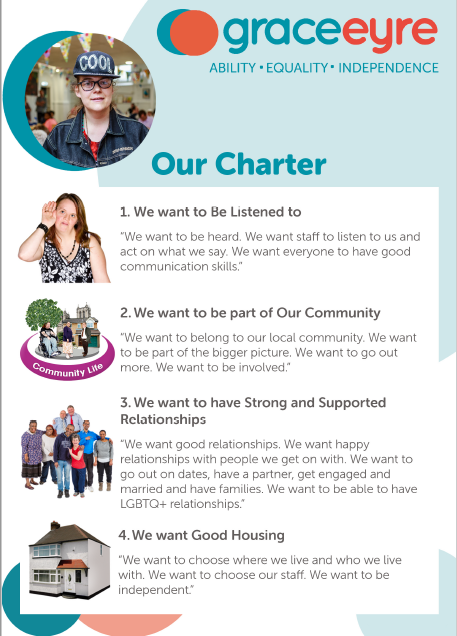 graceeyre
ABILITY • EQUALITY • INDEPENDENCE
COOL
Our Charter
1. We want to Be Listened to
“We want to be heard. We want staff to listen to us and
act on what we say. We want everyone to have good
communication skills.”
2. We want to be part of Our Community
“We want to belong to our local community. We want
to be part of the bigger picture. We want to go out
more. We want to be involved.”
Community Life
3. We want to have Strong and Supported
Relationships
“We want good relationships. We want happy
relationships with people we get on with. We want to
go out on dates, have a partner, get engaged and
married and have families. We want to be able to have
LGBTQ+ relationships.”
4. We want Good Housing
“We want to choose where we live and who we live
with. We want to choose our staff. We want to be
independent.”